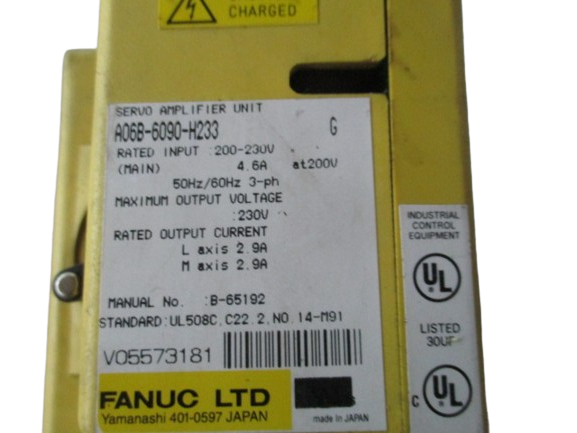 CHARGED
SERVO AMPLIFIER UNIT
A06B-6090-H233 G
RATED INPUT :200-230V
(MAIN) 4.6A at200V
50Hz/60Hz 3-ph
MAXIMUM OUTPUT VOLTAGE
:230V
RATED OUTPUT CURRENT
L axis 2.9A
M axis 2.9A
MANUAL No. :B-65192
STANDARD:UL508C,C22.2,NO.14-M91
V05573181
FANUC LTD
Yamanashi 401-0597 JAPAN
made in JAPAN
INDUSTRIAL
CONTROL
EQUIPMENT
UL
LISTED
C UL